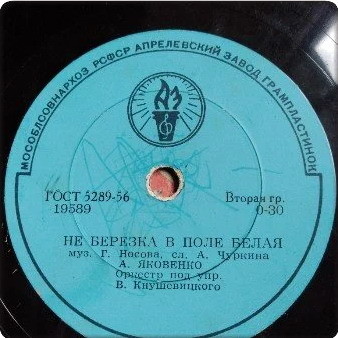 МОСОБЛСОВНАРХОЗ РСФСР АПРЕЛЕВСКИЙ ЗАВОД ГРАМПЛАСТИНОК
АЗ
ГОСТ 5289-56 Вторая гр.
19589 0-30
НЕ БЕРЕЗКА В ПОЛЕ БЕЛАЯ
муз. Г. Носова, сл. А. Чуркина
А. ЯКОВЕНКО
Оркестр под упр.
В. Кнушевицкого